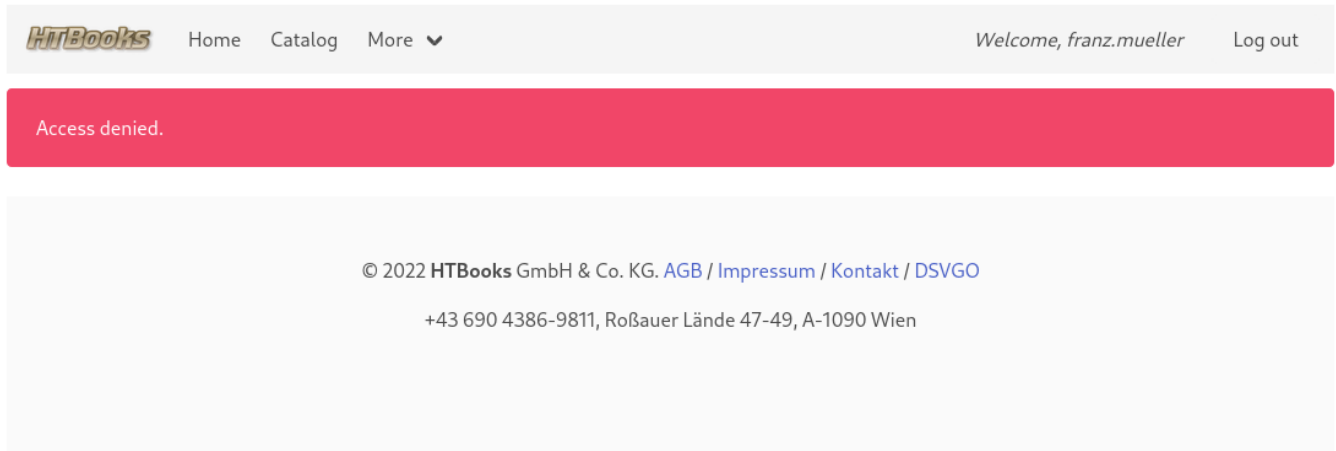 HTBooks Home Catalog More Welcome, franz.mueller Log out
Access denied.
© 2022 HTBooks GmbH & Co. KG. AGB / Impressum / Kontakt / DSVGO
+43 690 4386-9811, Roßauer Lände 47-49, A-1090 Wien